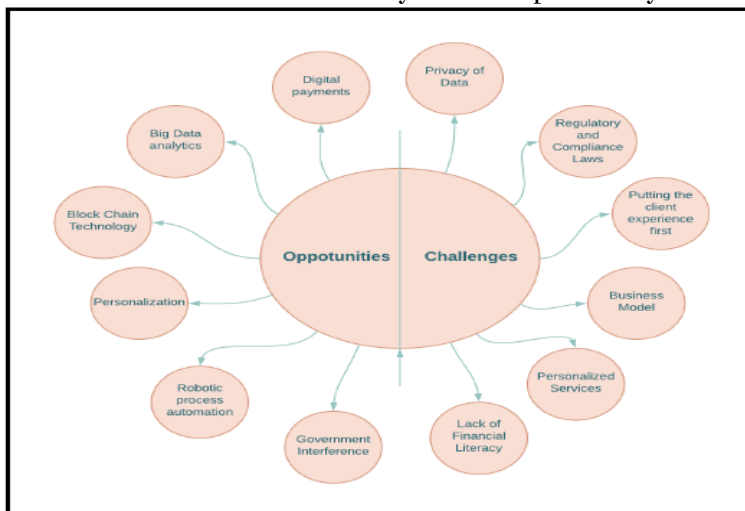 Digital
payments
Privacy of
Data
Big Data
analytics
Regulatory
and
Compliance
Laws
Block Chain
Technology
Putting the
client
experience
first
Oppotunities
Challenges
Personalization
Business
Model
Robotic
process
automation
Personalized
Services
Government
Interference
Lack of
Financial
Literacy